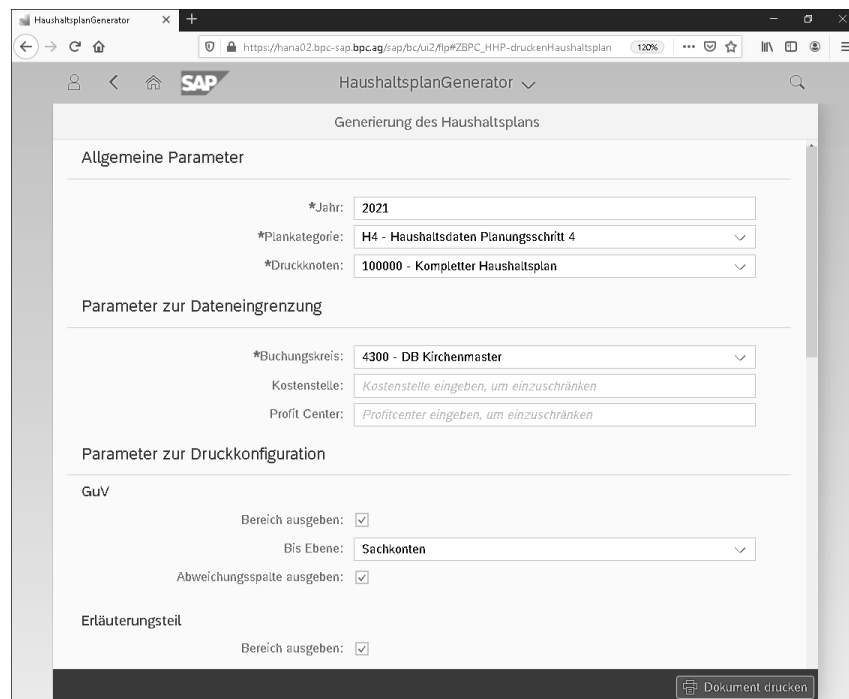 HaushaltsplanGenerator
https://hana02.bpc-sap.bpc.ag/sap/bc/ui2/flp#ZBPC_HHP-druckenHaushaltsplan 120%
SAP HaushaltsplanGenerator
Generierung des Haushaltsplans
Allgemeine Parameter
*Jahr: 2021
*Plankategorie: H4 - Haushaltsdaten Planungsschritt 4
*Druckknoten: 100000 - Kompletter Haushaltsplan
Parameter zur Dateneingrenzung
*Buchungskreis: 4300 - DB Kirchenmaster
Kostenstelle: Kostenstelle eingeben, um einzuschränken
Profit Center: Profitcenter eingeben, um einzuschränken
Parameter zur Druckkonfiguration
GuV
Bereich ausgeben:
Bis Ebene: Sachkonten
Abweichungsspalte ausgeben:
Erläuterungsteil
Bereich ausgeben:
Dokument drucken